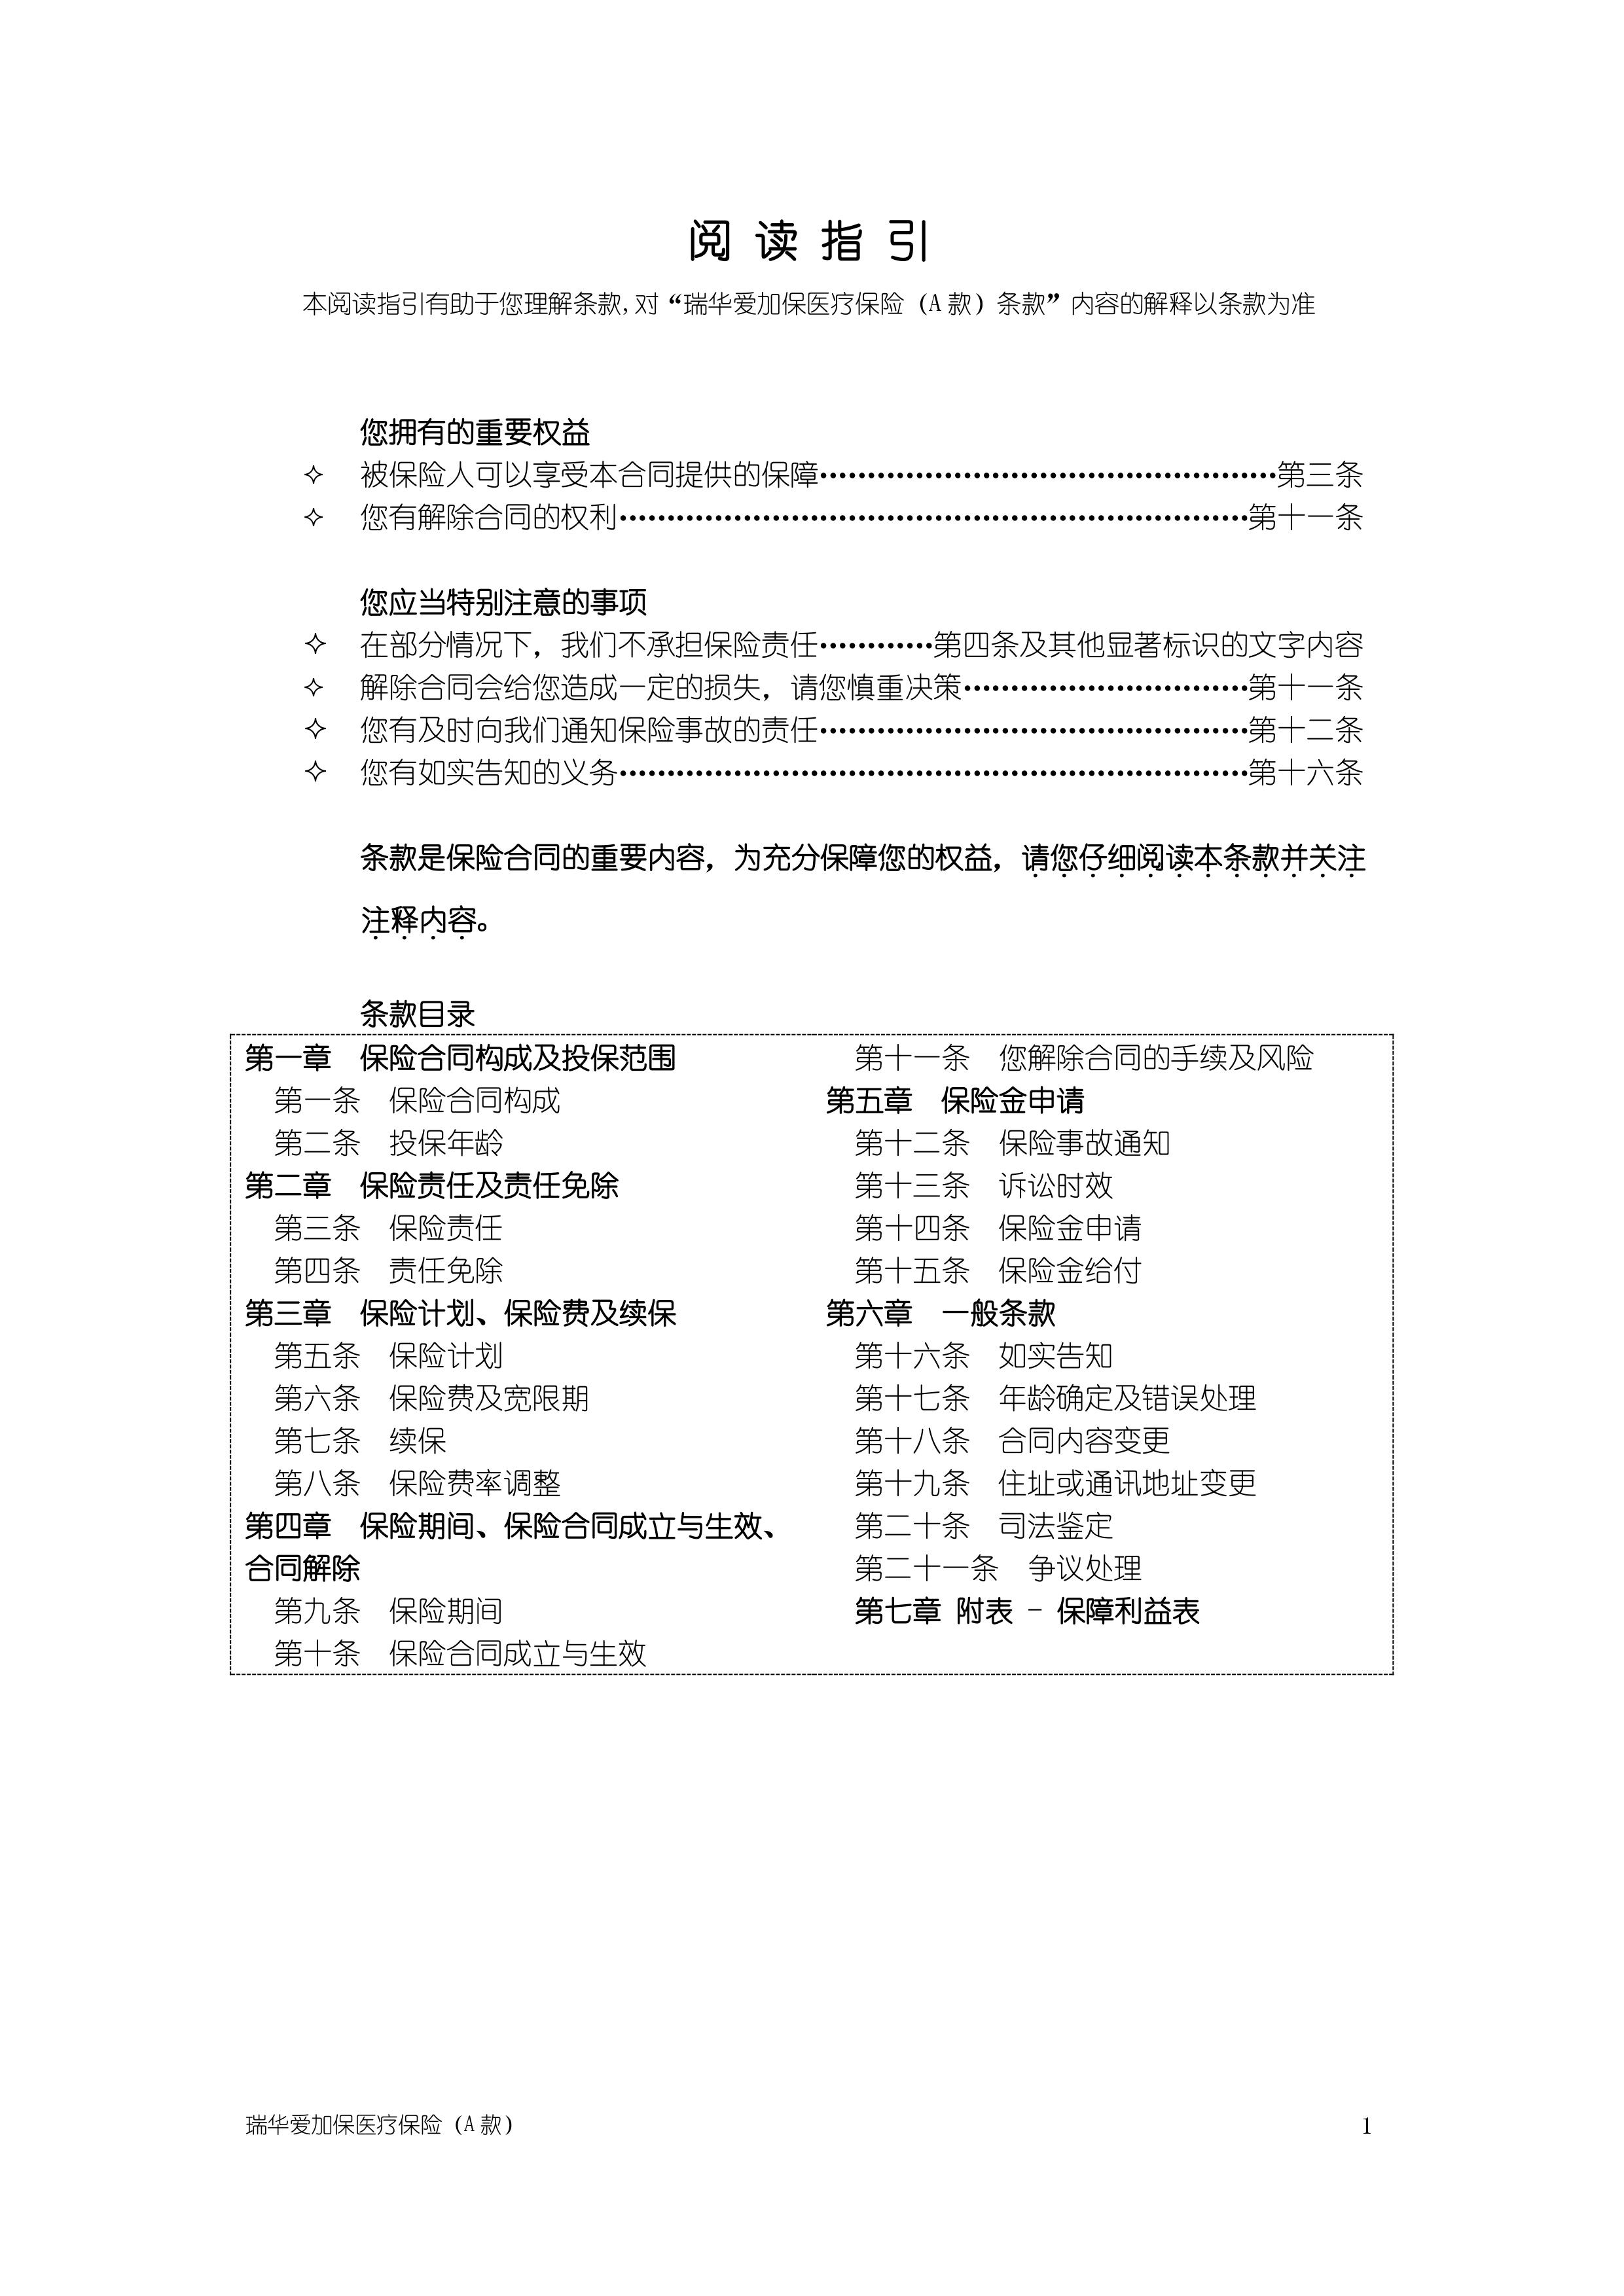 阅 读 指 引
本阅读指引有助于您理解条款,对“瑞华爱加保医疗保险（A 款）条款”内容的解释以条款为准
您拥有的重要权益
✧ 被保险人可以享受本合同提供的保障••••••••••••••••••••••••••••••••••••••••••••••••第三条
✧ 您有解除合同的权利••••••••••••••••••••••••••••••••••••••••••••••••••••••••••••••••••第十一条
您应当特别注意的事项
✧ 在部分情况下，我们不承担保险责任••••••••••••第四条及其他显著标识的文字内容
✧ 解除合同会给您造成一定的损失，请您慎重决策••••••••••••••••••••••••••••••第十一条
✧ 您有及时向我们通知保险事故的责任•••••••••••••••••••••••••••••••••••••••••••••第十二条
✧ 您有如实告知的义务••••••••••••••••••••••••••••••••••••••••••••••••••••••••••••••••••第十六条
条款是保险合同的重要内容，为充分保障您的权益，请您仔细阅读本条款并关注
注释内容。
条款目录
第一章 保险合同构成及投保范围
第一条 保险合同构成
第二条 投保年龄
第二章 保险责任及责任免除
第三条 保险责任
第四条 责任免除
第三章 保险计划、保险费及续保
第五条 保险计划
第六条 保险费及宽限期
第七条 续保
第八条 保险费率调整
第四章 保险期间、保险合同成立与生效、
合同解除
第九条 保险期间
第十条 保险合同成立与生效
第十一条 您解除合同的手续及风险
第五章 保险金申请
第十二条 保险事故通知
第十三条 诉讼时效
第十四条 保险金申请
第十五条 保险金给付
第六章 一般条款
第十六条 如实告知
第十七条 年龄确定及错误处理
第十八条 合同内容变更
第十九条 住址或通讯地址变更
第二十条 司法鉴定
第二十一条 争议处理
第七章 附表 – 保障利益表
瑞华爱加保医疗保险（A 款） 1